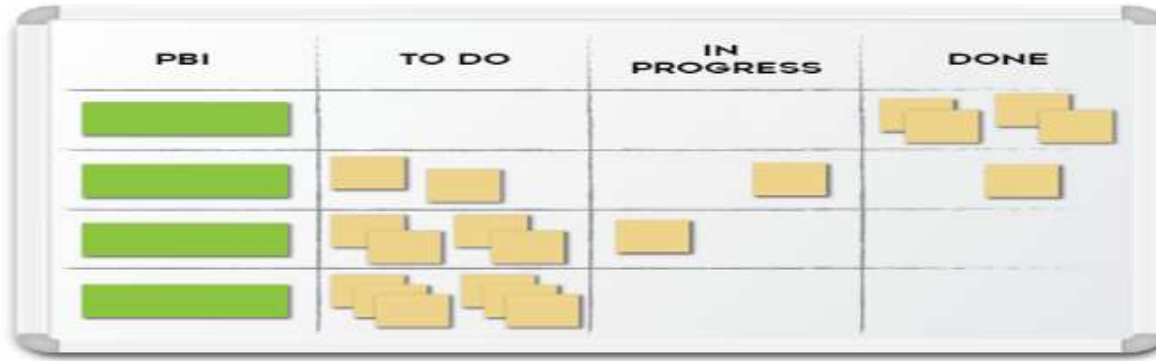 PBI
TO DO
IN
PROGRESS
DONE